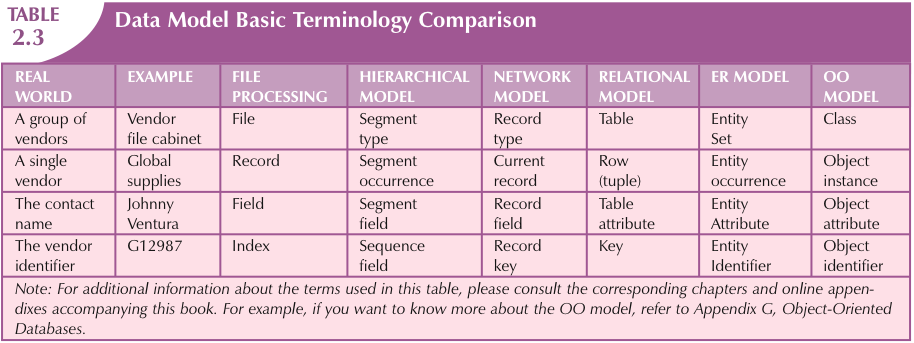 TABLE
2.3
Data Model Basic Terminology Comparison
REAL WORLD EXAMPLE FILE PROCESSING HIERARCHICAL MODEL NETWORK MODEL RELATIONAL MODEL ER MODEL OO MODEL
A group of vendors Vendor file cabinet File Segment type Record type Table Entity Set Class
A single vendor Global supplies Record Segment occurrence Current record Row (tuple) Entity occurrence Object instance
The contact name Johnny Ventura Field Segment field Record field Table attribute Entity Attribute Object attribute
The vendor identifier G12987 Index Sequence field Record key Key Entity Identifier Object identifier
Note: For additional information about the terms used in this table, please consult the corresponding chapters and online appen-
dixes accompanying this book. For example, if you want to know more about the OO model, refer to Appendix G, Object-Oriented
Databases.